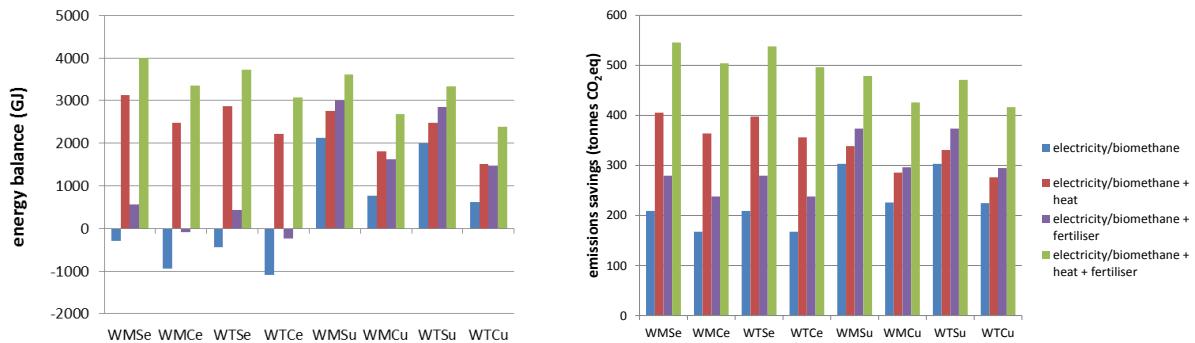 energy balance (GJ)
5000
4000
3000
2000
1000
0
-1000
-2000
WMSe WMCe WTSe WTCe WMSu WMCu WTSu WTCu
emissions savings (tonnes CO₂eq)
600
500
400
300
200
100
0
WMSe WMCe WTSe WTCe WMSu WMCu WTSu WTCu
electricity/biomethane
electricity/biomethane +
heat
electricity/biomethane +
fertiliser
electricity/biomethane +
heat + fertiliser